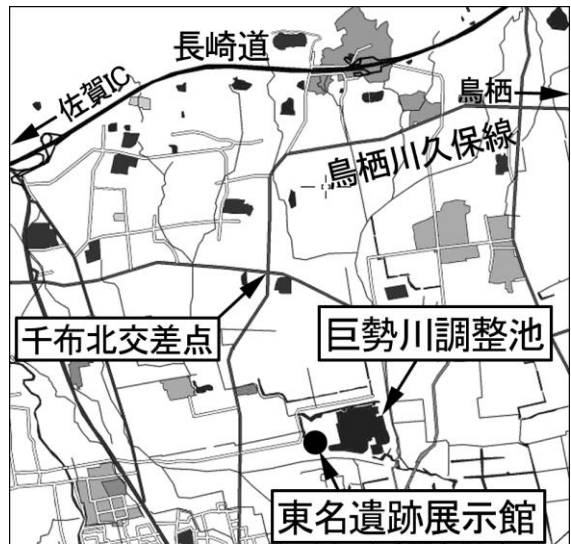 長崎道
佐賀IC
鳥栖
鳥栖川久保線
千布北交差点
巨勢川調整池
東名遺跡展示館